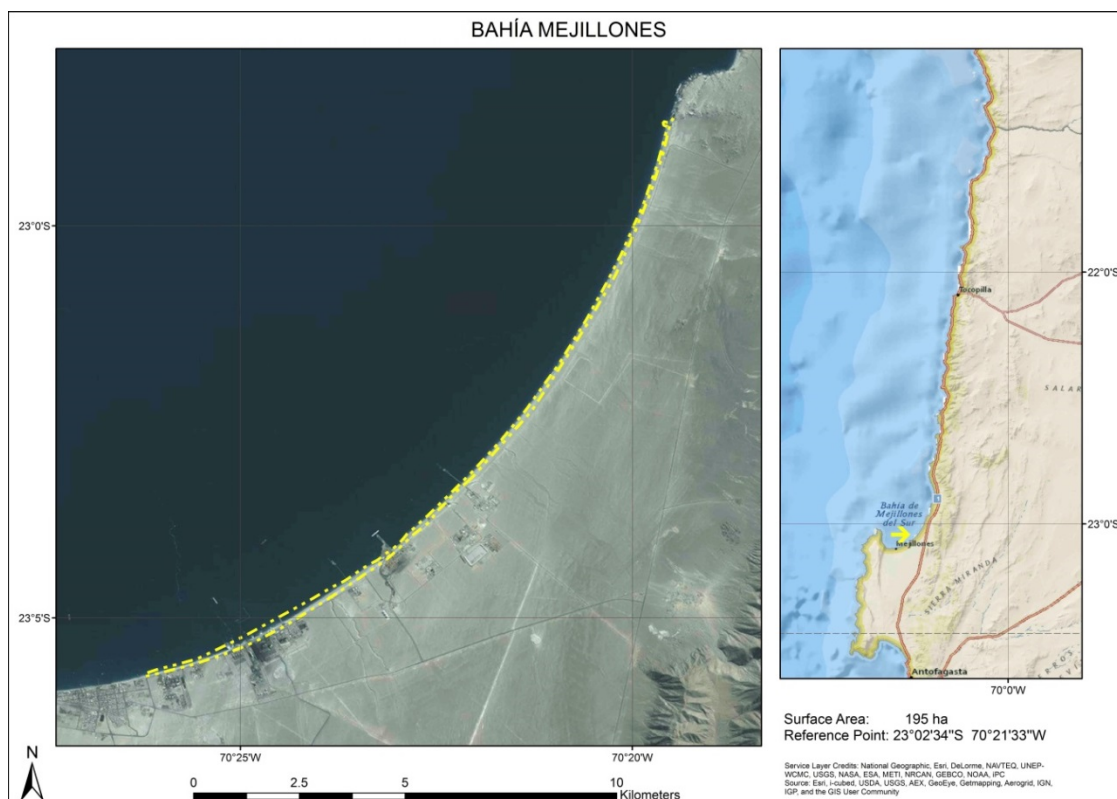 BAHÍA MEJILLONES
23°0'S
23°5'S
70°25'W
70°20'W
N
0 2.5 5 10
Kilometers
22°0'S
Tocopilla
SALAR
Bahía de
Mejillones
del Sur
23°0'S
Mejillones
SIERRA MIRANDA
Antofagasta
70°0'W
Surface Area: 195 ha
Reference Point: 23°02'34"S 70°21'33"W
Service Layer Credits: National Geographic, Esri, DeLorme, NAVTEQ, UNEP-
WCMC, USGS, NASA, ESA, METI, NRCAN, GEBCO, NOAA, iPC
Source: Esri, i-cubed, USDA, USGS, AEX, GeoEye, Getmapping, Aerogrid, IGN,
IGP, and the GIS User Community